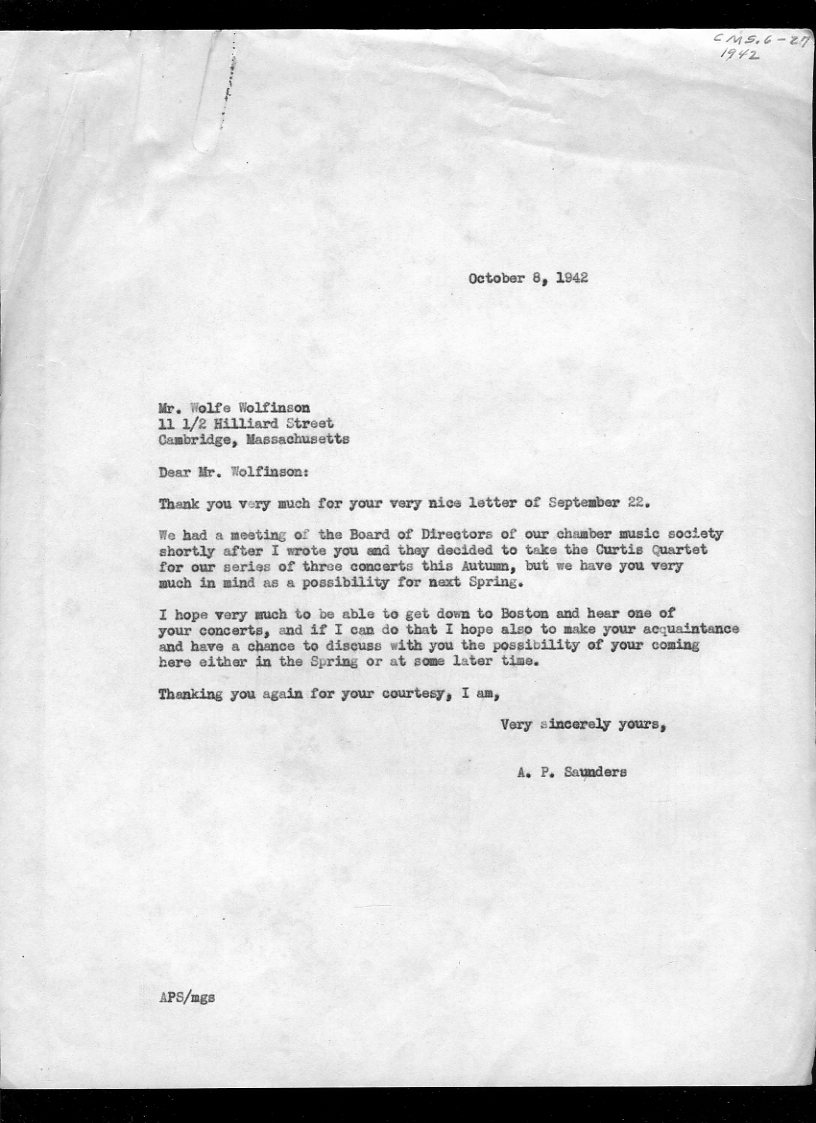 CMS.6-27
1942
October 8, 1942
Mr. Wolfe Wolfinson
11 1/2 Hilliard Street
Cambridge, Massachusetts
Dear Mr. Wolfinson:
Thank you very much for your very nice letter of September 22.
We had a meeting of the Board of Directors of our chamber music society
shortly after I wrote you and they decided to take the Curtis Quartet
for our series of three concerts this Autumn, but we have you very
much in mind as a possibility for next Spring.
I hope very much to be able to get down to Boston and hear one of
your concerts, and if I can do that I hope also to make your acquaintance
and have a chance to discuss with you the possibility of your coming
here either in the Spring or at some later time.
Thanking you again for your courtesy, I am,
Very sincerely yours,
A. P. Saunders
APS/mgs